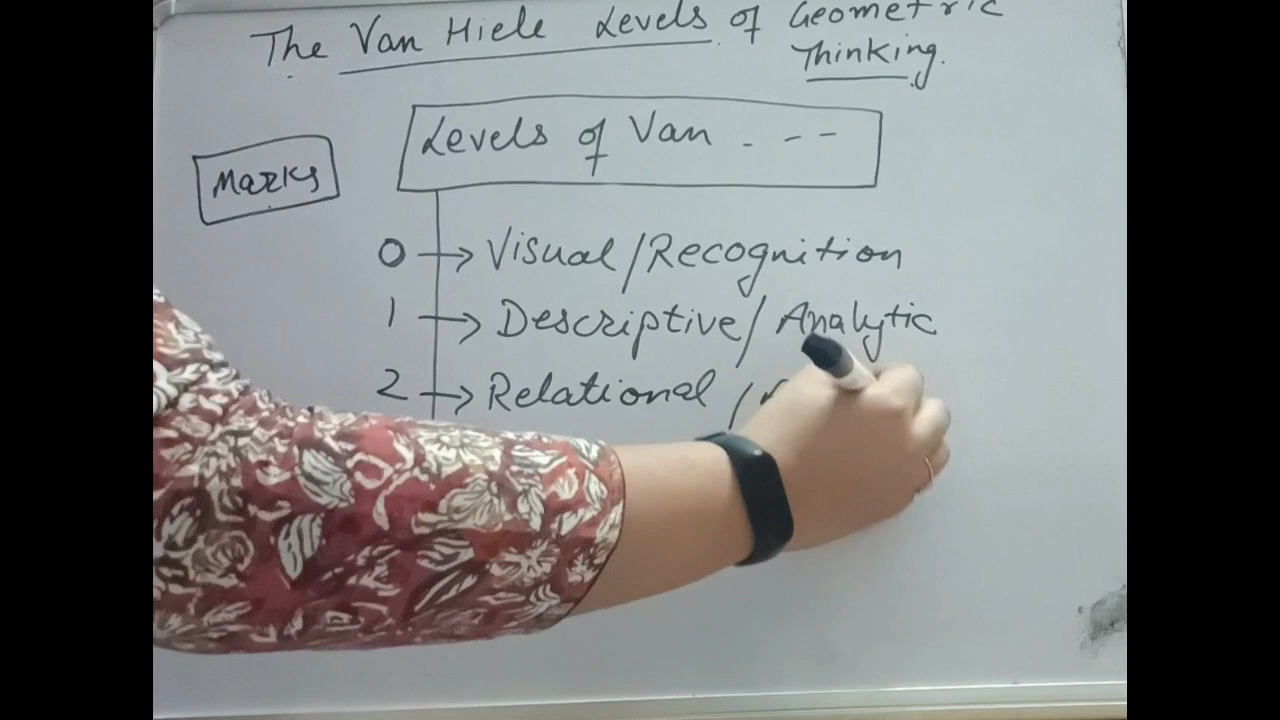 The Van Hiele Levels of Geometric
Thinking.
Levels of Van - - -
Marks
0 → Visual/Recognition
1 → Descriptive/Analytic
2 → Relational /